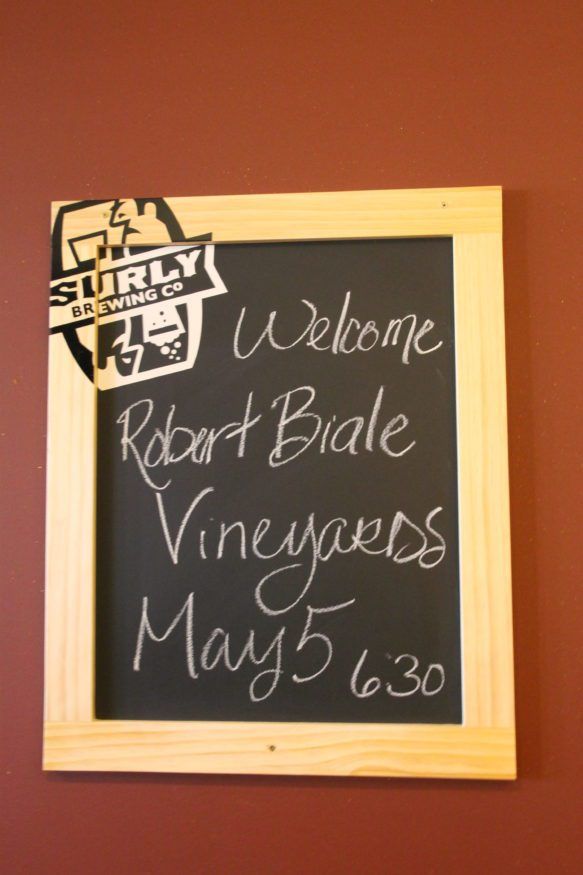 SURLY
BREWING CO
Welcome
Robert Biale
Vineyards
May 5 6:30